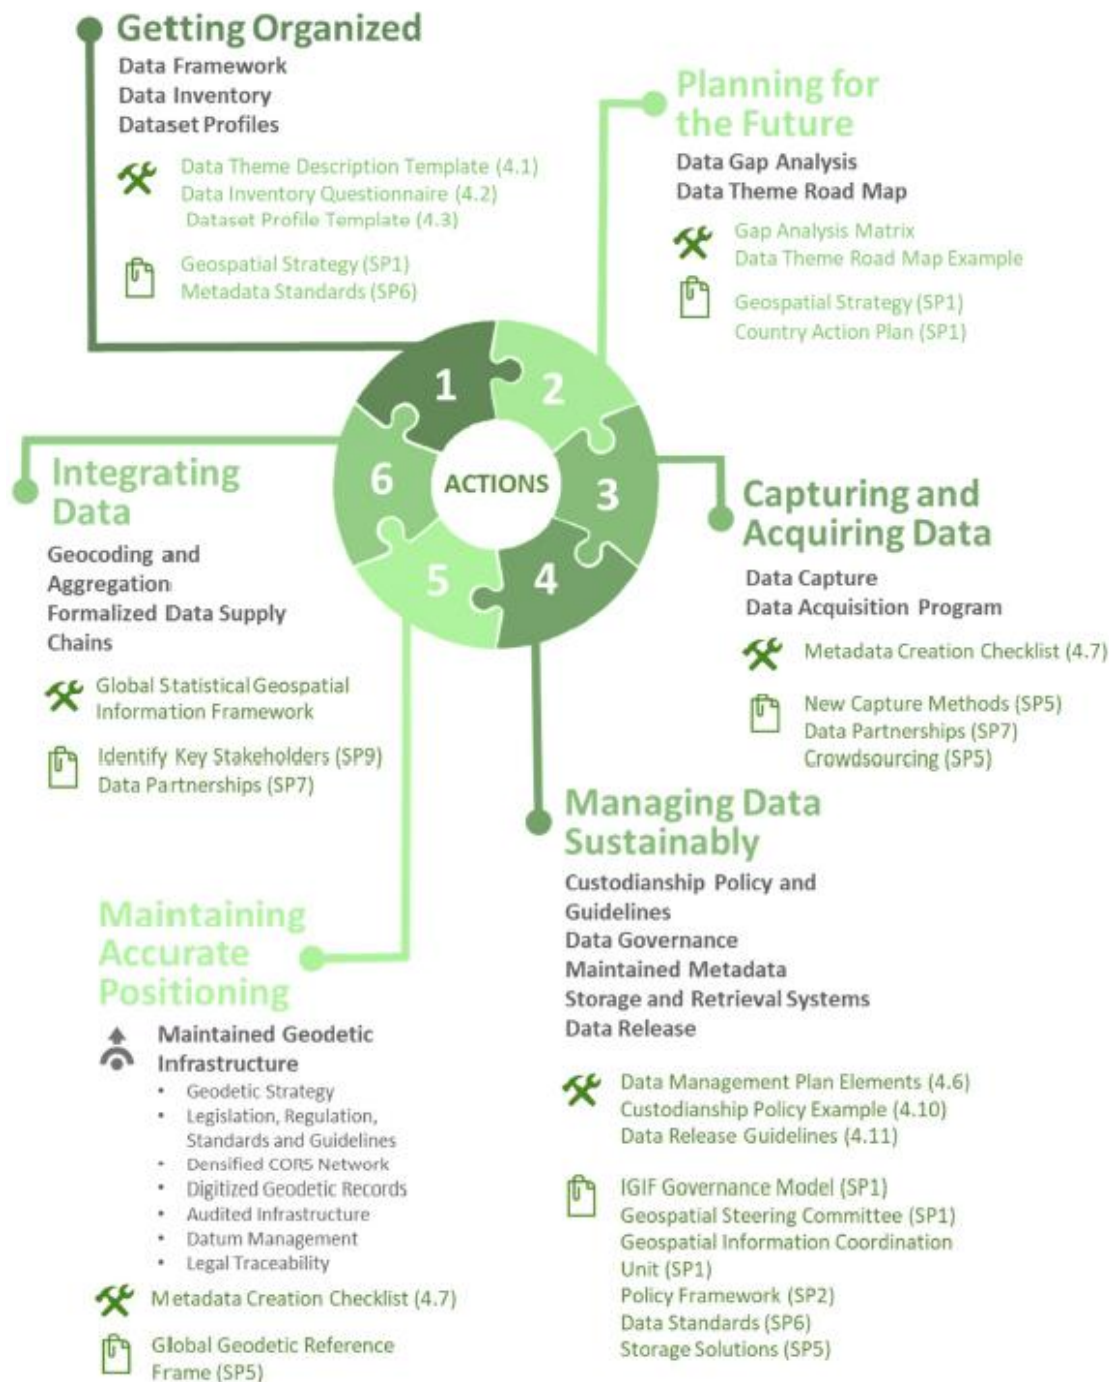 Getting Organized
Data Framework
Data Inventory
Dataset Profiles
Data Theme Description Template (4.1)
Data Inventory Questionnaire (4.2)
Dataset Profile Template (4.3)
Geospatial Strategy (SP1)
Metadata Standards (SP6)
Planning for
the Future
Data Gap Analysis
Data Theme Road Map
Gap Analysis Matrix
Data Theme Road Map Example
Geospatial Strategy (SP1)
Country Action Plan (SP1)
1
2
3
4
5
6
ACTIONS
Capturing and
Acquiring Data
Data Capture
Data Acquisition Program
Metadata Creation Checklist (4.7)
New Capture Methods (SP5)
Data Partnerships (SP7)
Crowdsourcing (SP5)
Managing Data
Sustainably
Custodianship Policy and
Guidelines
Data Governance
Maintained Metadata
Storage and Retrieval Systems
Data Release
Data Management Plan Elements (4.6)
Custodianship Policy Example (4.10)
Data Release Guidelines (4.11)
IGIF Governance Model (SP1)
Geospatial Steering Committee (SP1)
Geospatial Information Coordination
Unit (SP1)
Policy Framework (SP2)
Data Standards (SP6)
Storage Solutions (SP5)
Maintaining
Accurate
Positioning
Maintained Geodetic
Infrastructure
• Geodetic Strategy
• Legislation, Regulation,
Standards and Guidelines
• Densified CORS Network
• Digitized Geodetic Records
• Audited Infrastructure
• Datum Management
• Legal Traceability
Metadata Creation Checklist (4.7)
Global Geodetic Reference
Frame (SP5)
Integrating
Data
Geocoding and
Aggregation
Formalized Data Supply
Chains
Global Statistical Geospatial
Information Framework
Identify Key Stakeholders (SP9)
Data Partnerships (SP7)